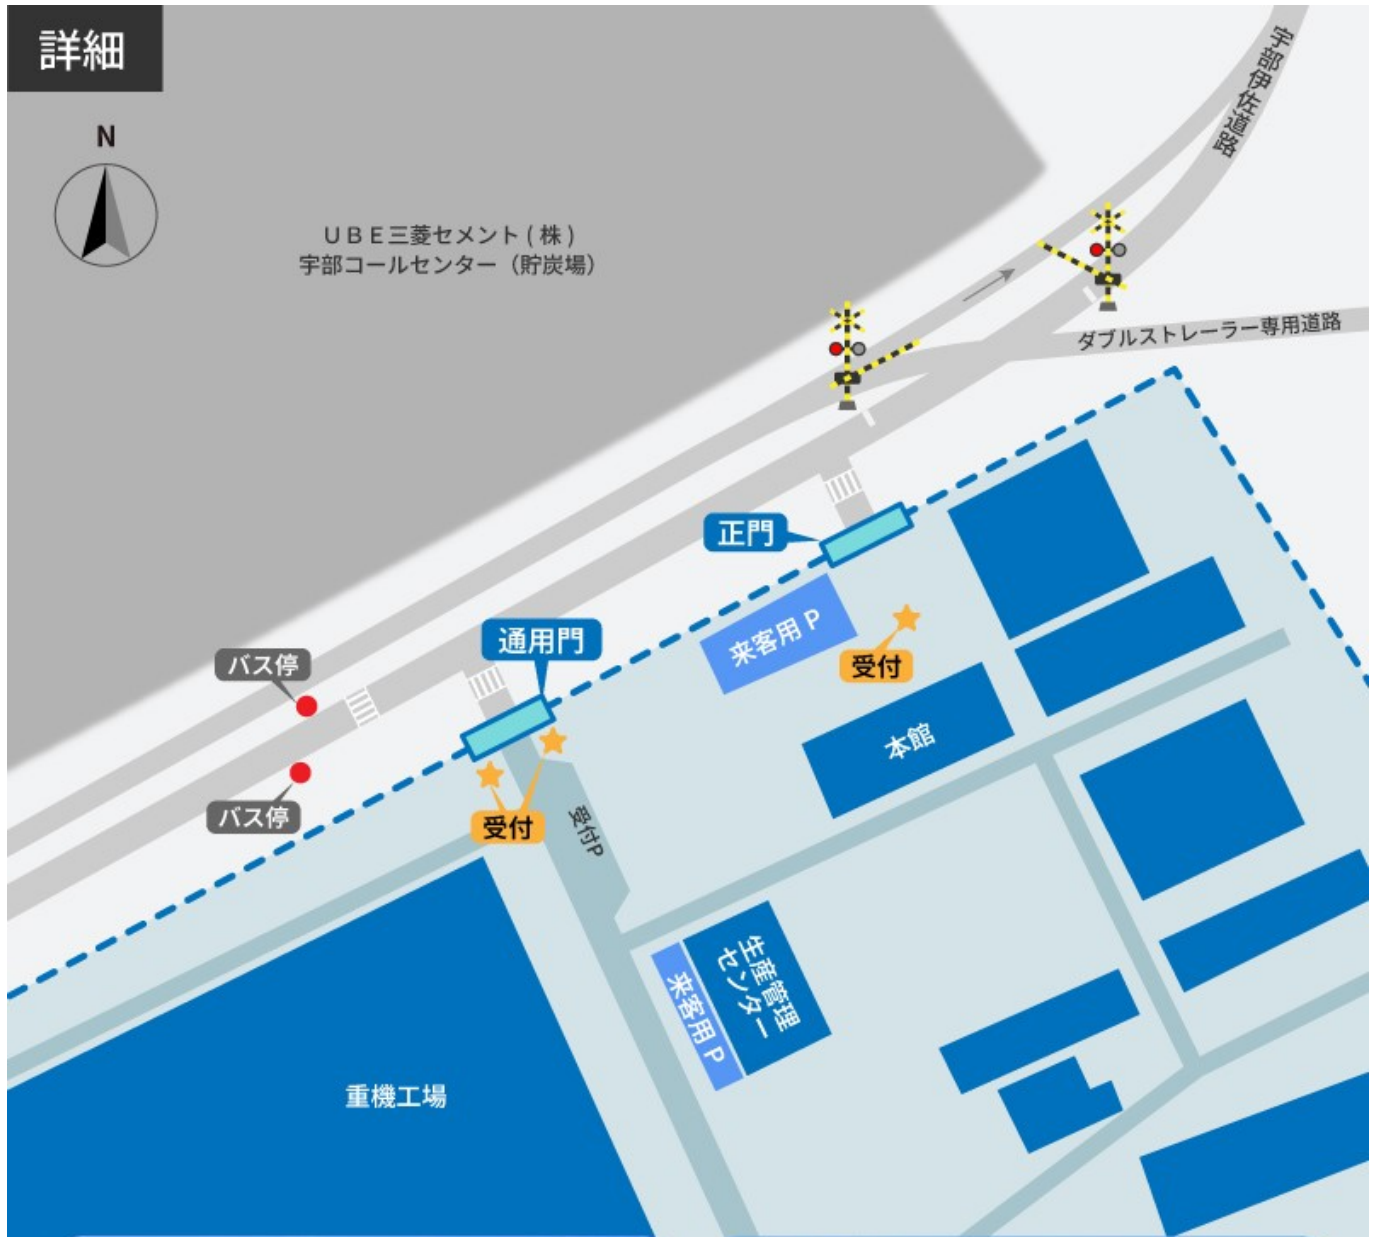 詳細
N
UBE三菱セメント(株)
宇部コールセンター（貯炭場）
宇部伊佐道路
ダブルストレーラー専用道路
正門
来客用 P
受付
通用門
バス停
バス停
受付
受付P
本館
生産管理
センター
来客用 P
重機工場